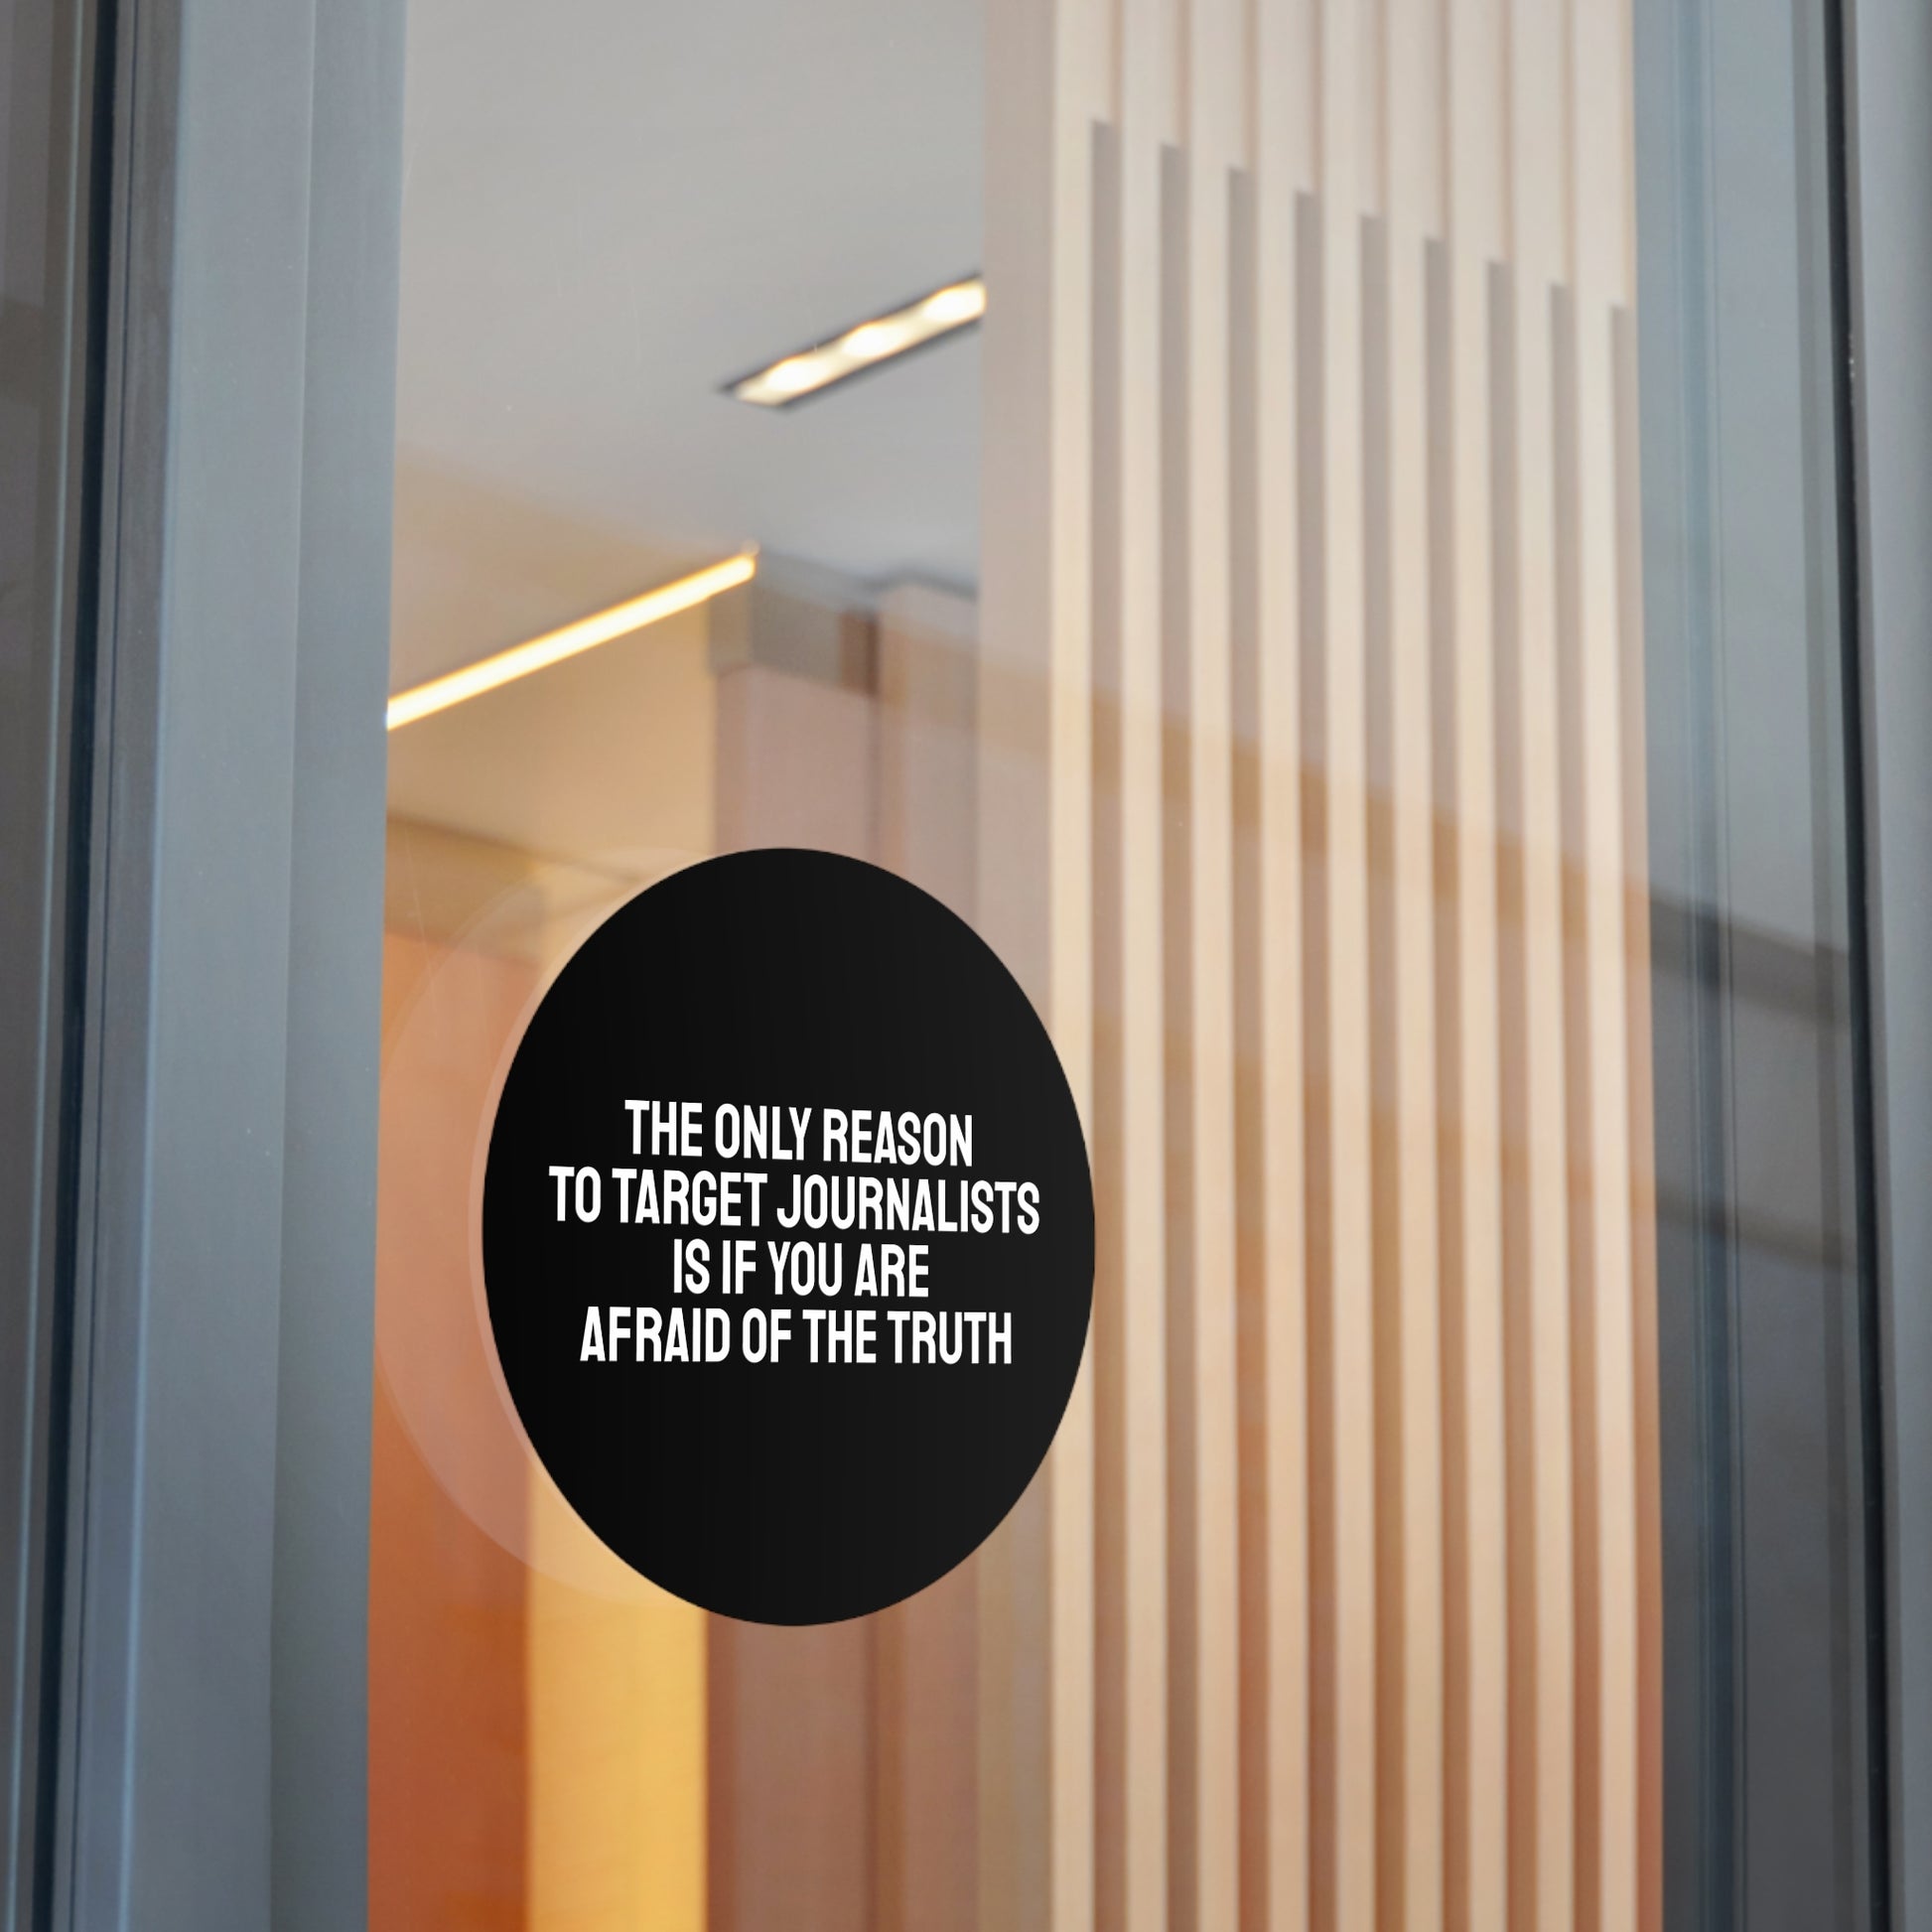 THE ONLY REASON
TO TARGET JOURNALISTS
IS IF YOU ARE
AFRAID OF THE TRUTH